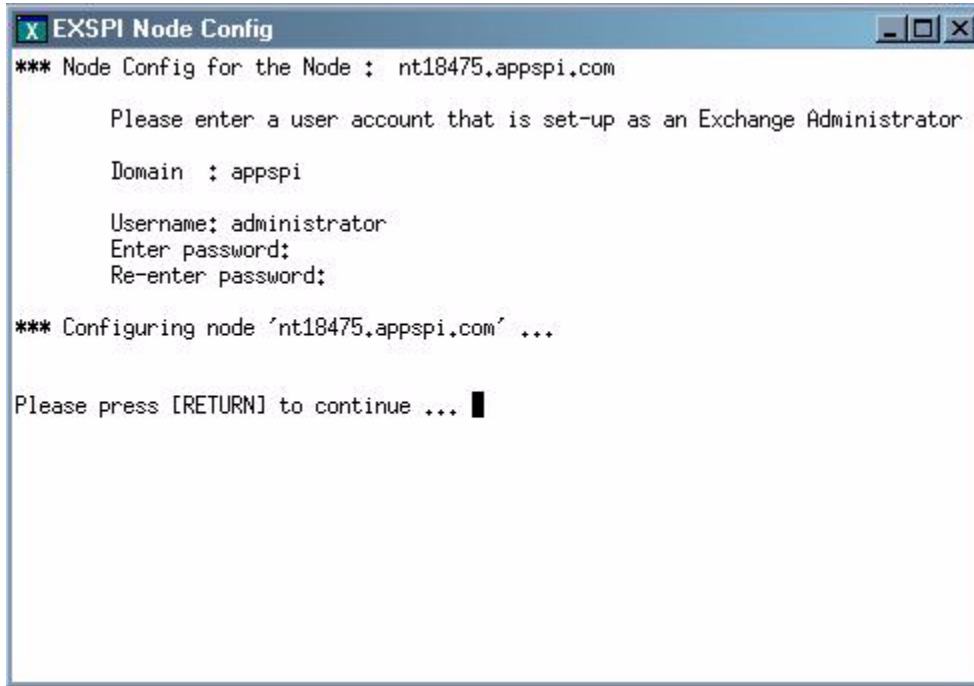 X EXSPI Node Config
*** Node Config for the Node :  nt18475.appspi.com
Please enter a user account that is set-up as an Exchange Administrator
Domain  : appspi
Username: administrator
Enter password:
Re-enter password:
*** Configuring node ´nt18475.appspi.com´ ...
Please press [RETURN] to continue ...